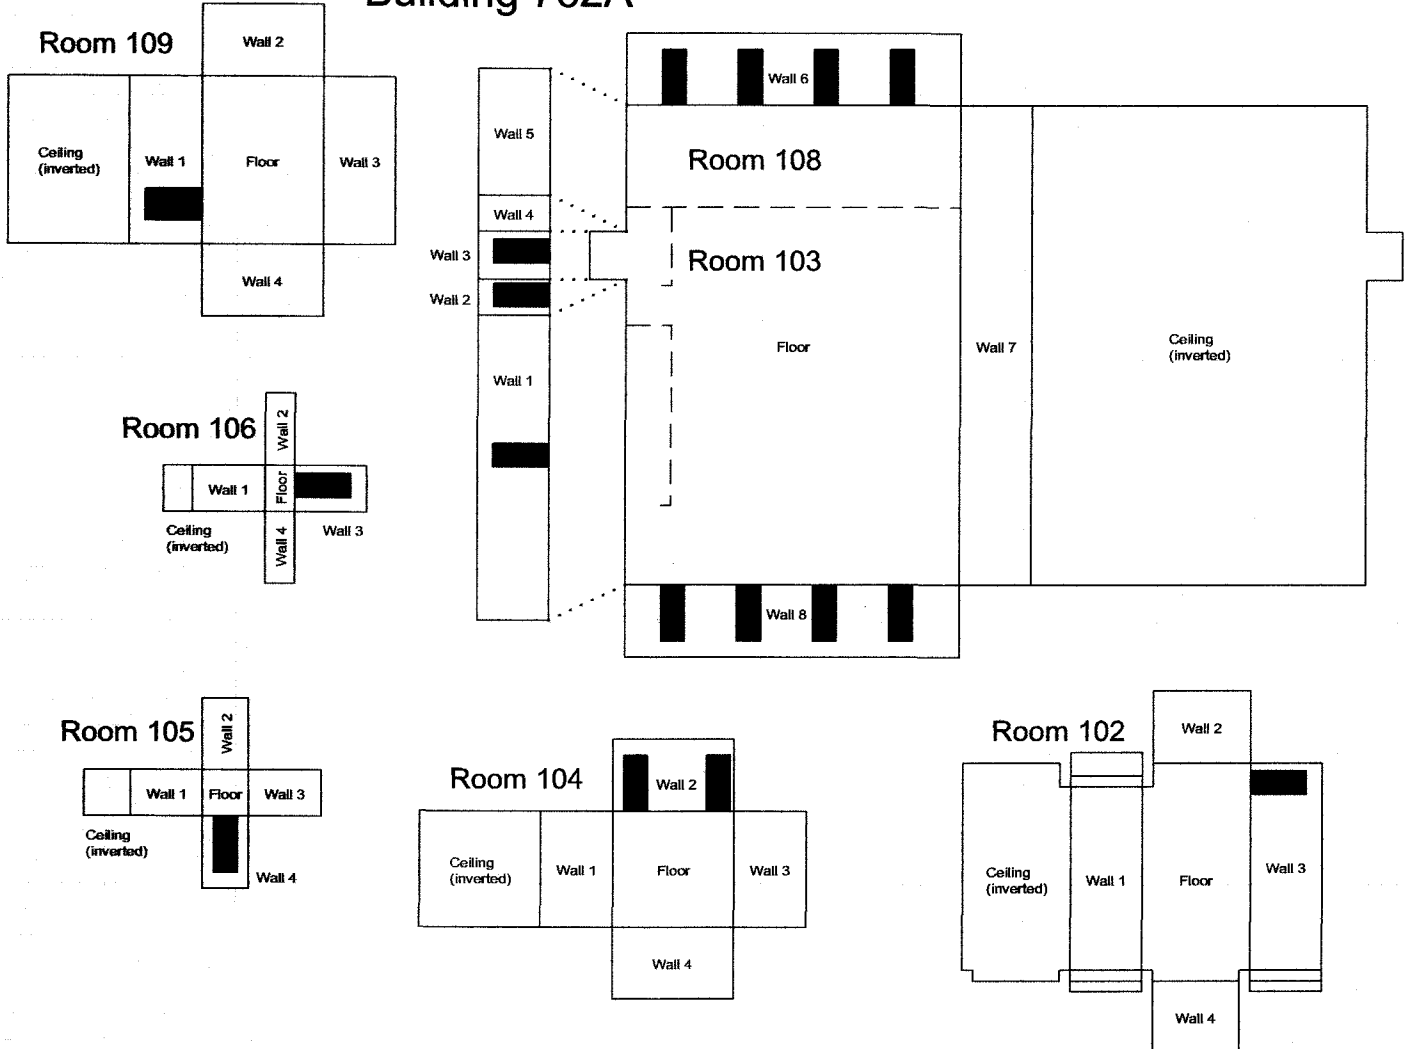 Building 762A
Room 109
Wall 2
Ceiling
(inverted)
Wall 1
Floor
Wall 3
Wall 4
Wall 5
Wall 4
Wall 3
Wall 2
Wall 1
Wall 6
Room 108
Room 103
Floor
Wall 7
Ceiling
(inverted)
Wall 8
Room 106
Wall 2
Wall 1
Floor
Ceiling
(inverted)
Wall 4
Wall 3
Room 105
Wall 2
Wall 1
Floor
Wall 3
Ceiling
(inverted)
Wall 4
Room 104
Wall 2
Ceiling
(inverted)
Wall 1
Floor
Wall 3
Wall 4
Room 102
Wall 2
Ceiling
(inverted)
Wall 1
Floor
Wall 3
Wall 4